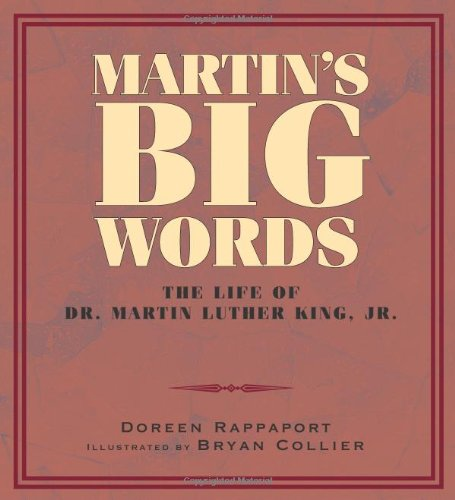 MARTIN'S
BIG
WORDS
THE LIFE OF
DR. MARTIN LUTHER KING, JR.
DOREEN RAPPAPORT
ILLUSTRATED BY BRYAN COLLIER